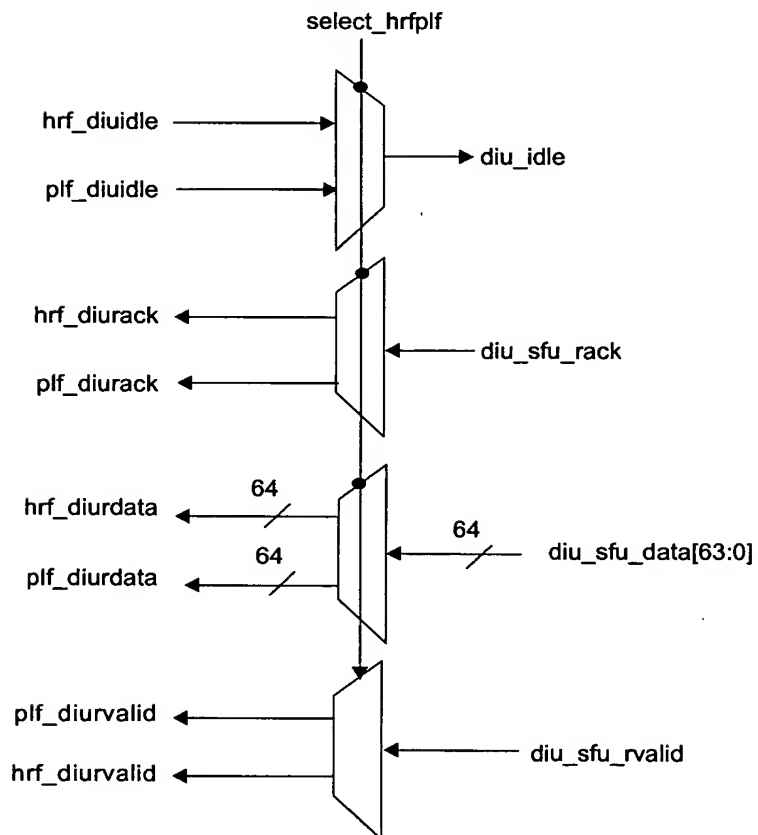 select_hrfplf
hrf_diuidle
diu_idle
plf_diuidle
hrf_diurack
diu_sfu_rack
plf_diurack
64
hrf_diurdata
64
diu_sfu_data[63:0]
64
plf_diurdata
plf_diurvalid
diu_sfu_rvalid
hrf_diurvalid